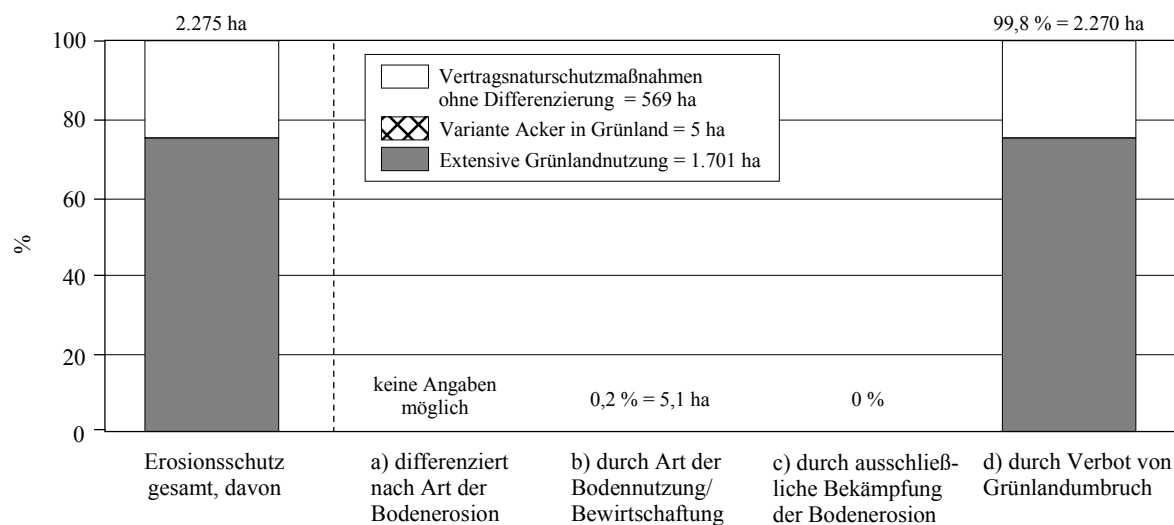 2.275 ha
99,8 % = 2.270 ha
100
80
60
40
20
0
%
Vertragsnaturschutzmaßnahmen
ohne Differenzierung = 569 ha
Variante Acker in Grünland = 5 ha
Extensive Grünlandnutzung = 1.701 ha
keine Angaben
möglich
0,2 % = 5,1 ha
0 %
Erosionsschutz
gesamt, davon
a) differenziert
nach Art der
Bodenerosion
b) durch Art der
Bodennutzung/
Bewirtschaftung
c) durch ausschließ-
liche Bekämpfung
der Bodenerosion
d) durch Verbot von
Grünlandumbruch